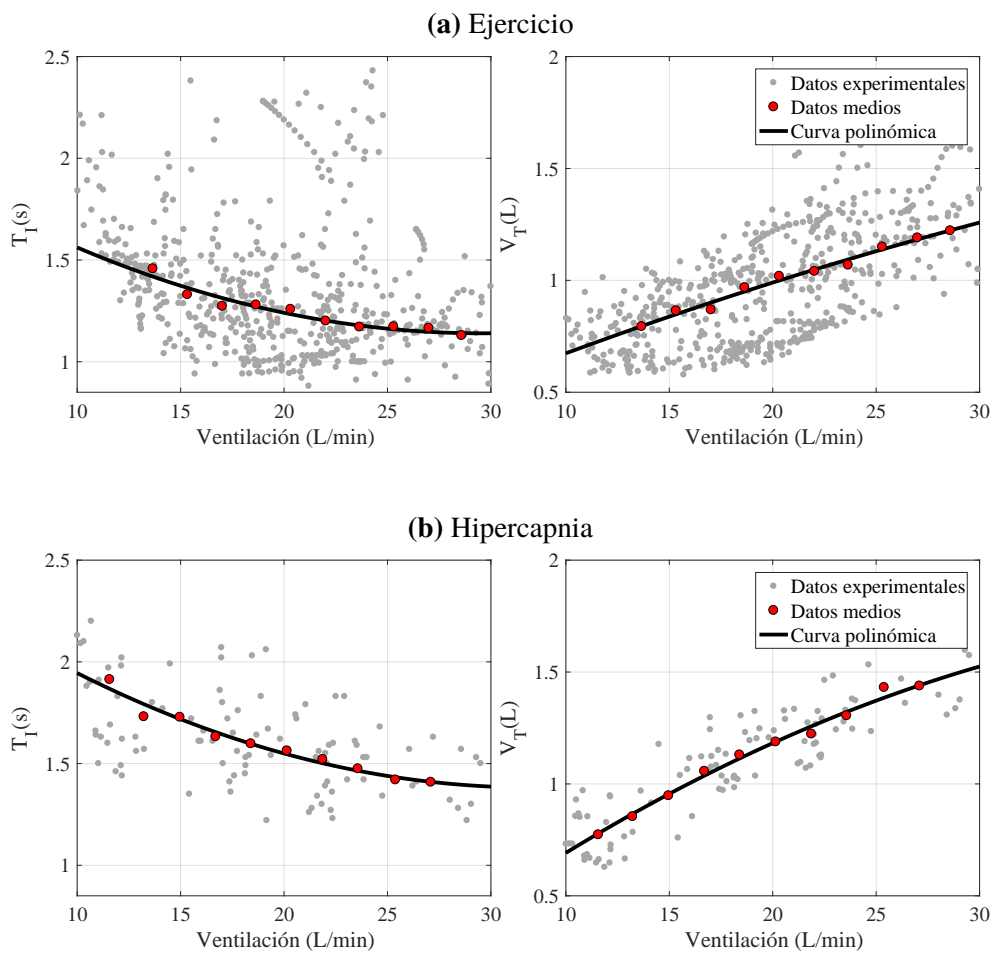 (a) Ejercicio
2.5
2
1.5
1
10 15 20 25 30
T_I(s)
Ventilación (L/min)
2
1.5
1
0.5
10 15 20 25 30
V_T(L)
Ventilación (L/min)
Datos experimentales
Datos medios
Curva polinómica
(b) Hipercapnia
2.5
2
1.5
1
10 15 20 25 30
T_I(s)
Ventilación (L/min)
2
1.5
1
0.5
10 15 20 25 30
V_T(L)
Ventilación (L/min)
Datos experimentales
Datos medios
Curva polinómica